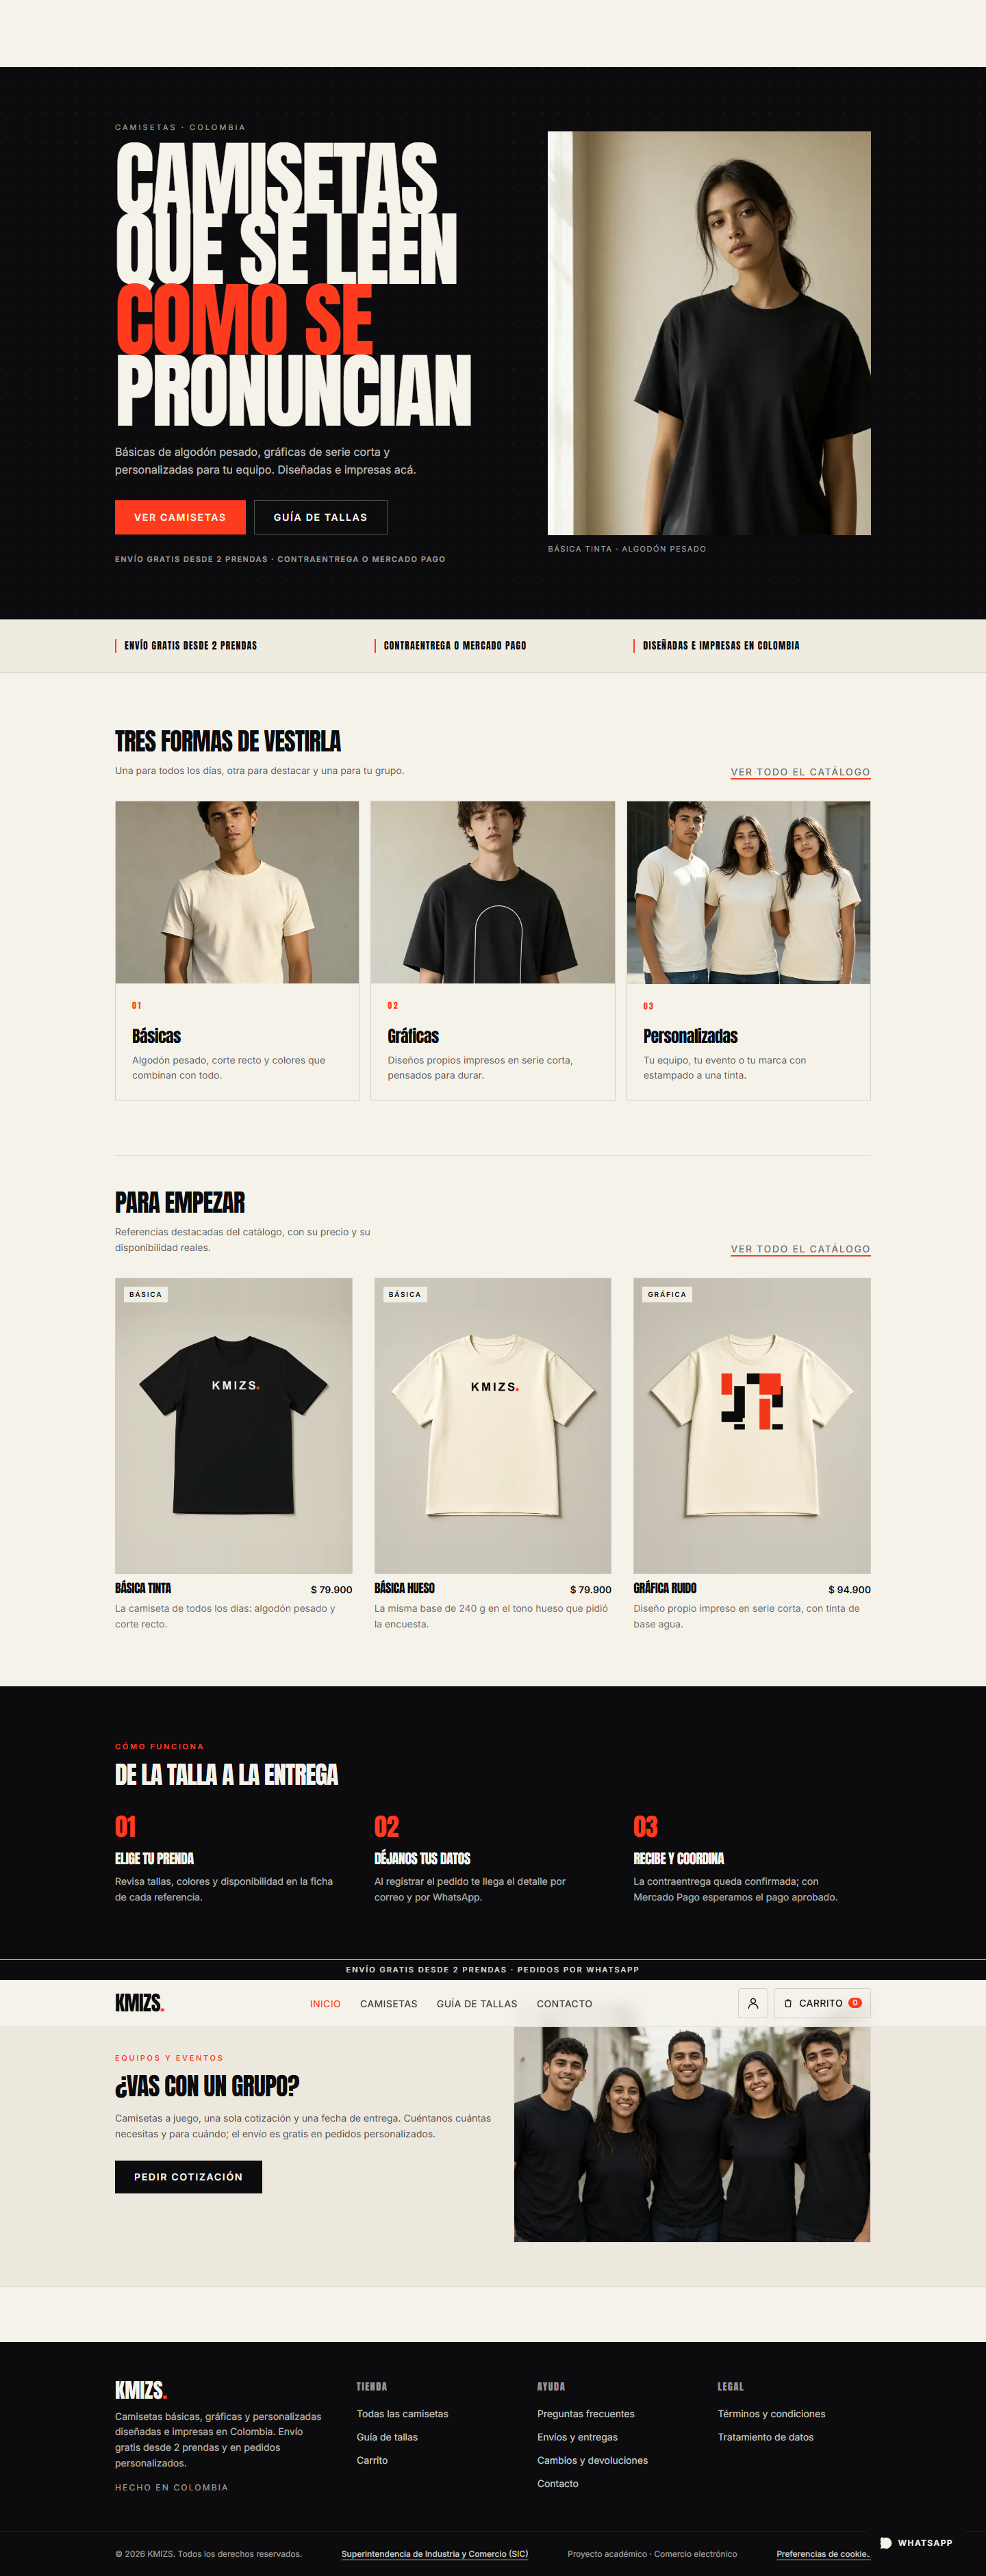 CAMISETAS · COLOMBIA
CAMISETAS
QUE SE LEEN
COMO SE
PRONUNCIAN
Básicas de algodón pesado, gráficas de serie corta y
personalizadas para tu equipo. Diseñadas e impresas acá.
VER CAMISETAS
GUÍA DE TALLAS
ENVÍO GRATIS DESDE 2 PRENDAS · CONTRAENTREGA O MERCADO PAGO
BÁSICA TINTA · ALGODÓN PESADO
ENVÍO GRATIS DESDE 2 PRENDAS
CONTRAENTREGA O MERCADO PAGO
DISEÑADAS E IMPRESAS EN COLOMBIA
TRES FORMAS DE VESTIRLA
Una para todos los días, otra para destacar y una para tu grupo.
VER TODO EL CATÁLOGO
01
Básicas
Algodón pesado, corte recto y colores que
combinan con todo.
02
Gráficas
Diseños propios impresos en serie corta,
pensados para durar.
03
Personalizadas
Tu equipo, tu evento o tu marca con
estampado a una tinta.
PARA EMPEZAR
Referencias destacadas del catálogo, con su precio y su
disponibilidad reales.
VER TODO EL CATÁLOGO
BÁSICA
KMIZS.
BÁSICA TINTA
$ 79.900
La camiseta de todos los días: algodón pesado y
corte recto.
BÁSICA
KMIZS.
BÁSICA HUESO
$ 79.900
La misma base de 240 g en el tono hueso que pidió
la encuesta.
GRÁFICA
GRÁFICA RUIDO
$ 94.900
Diseño propio impreso en serie corta, con tinta de
base agua.
CÓMO FUNCIONA
DE LA TALLA A LA ENTREGA
01
ELIGE TU PRENDA
Revisa tallas, colores y disponibilidad en la ficha
de cada referencia.
02
DÉJANOS TUS DATOS
Al registrar el pedido te llega el detalle por
correo y por WhatsApp.
03
RECIBE Y COORDINA
La contraentrega queda confirmada; con
Mercado Pago esperamos el pago aprobado.
ENVÍO GRATIS DESDE 2 PRENDAS · PEDIDOS POR WHATSAPP
KMIZS.
INICIO
CAMISETAS
GUÍA DE TALLAS
CONTACTO
CARRITO 0
EQUIPOS Y EVENTOS
¿VAS CON UN GRUPO?
Camisetas a juego, una sola cotización y una fecha de entrega. Cuéntanos cuántas
necesitas y para cuándo; el envío es gratis en pedidos personalizados.
PEDIR COTIZACIÓN
KMIZS.
Camisetas básicas, gráficas y personalizadas
diseñadas e impresas en Colombia. Envío
gratis desde 2 prendas y en pedidos
personalizados.
HECHO EN COLOMBIA
TIENDA
Todas las camisetas
Guía de tallas
Carrito
AYUDA
Preguntas frecuentes
Envíos y entregas
Cambios y devoluciones
Contacto
LEGAL
Términos y condiciones
Tratamiento de datos
WHATSAPP
© 2026 KMIZS. Todos los derechos reservados.
Superintendencia de Industria y Comercio (SIC)
Proyecto académico · Comercio electrónico
Preferencias de cookie